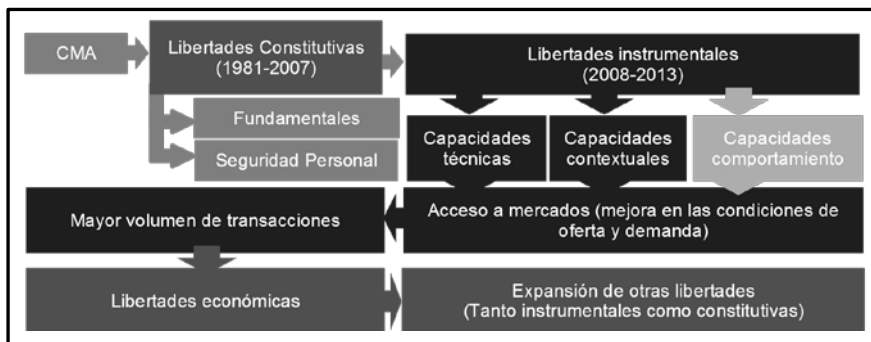 CMA
Libertades Constitutivas
(1981-2007)
Libertades instrumentales
(2008-2013)
Fundamentales
Seguridad Personal
Capacidades
técnicas
Capacidades
contextuales
Capacidades
comportamiento
Mayor volumen de transacciones
Acceso a mercados (mejora en las condiciones de
oferta y demanda)
Libertades económicas
Expansión de otras libertades
(Tanto instrumentales como constitutivas)